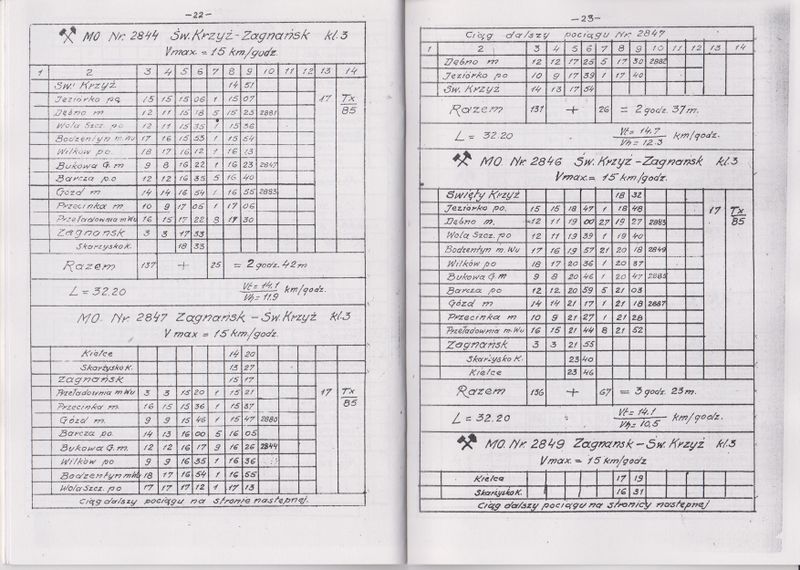 —22—
MO Nr. 2844 Św.Krzyż-Zagnańsk kl.3
Vmax.=15 km/godz.
1 2 3 4 5 6 7 8 9 10 11 12 13 14
Św. Krzyż 14 51
Jeziórko po 15 15 15 06 1 15 07 17 Tx/85
Dębno m 12 11 15 18 5 15 23 2881
Wola Szcz. po 12 11 15 35 1 15 36
Bodzentyn m.Wu 17 16 15 53 1 15 54
Wilków po. 18 17 16 12 1 16 13
Bukowa G.m 9 8 16 22 1 16 23 2847
Barcza po 12 12 16 35 5 16 40
Gózd m 14 14 16 54 1 16 55 2883
Przecinka m 10 9 17 05 1 17 06
Przeładownia m.Wu 16 15 17 22 8 17 30
Zagnańsk 3 3 17 33
Skarżysko K. 18 33
Razem 137 + 25 = 2 godz. 42 m
L = 32.20 Vt = 14.1 / Vh = 11.9 km/godz.
MO. Nr. 2847 Zagnańsk – Św.Krzyż kl.3
Vmax = 15 km/godz.
Kielce 14 20
Skarżysko K. 13 27
Zagnańsk 15 17
Przeładownia m.Wu 3 3 15 20 1 15 21 17 Tx/85
Przecinka m. 16 15 15 36 1 15 37
Gózd m. 9 9 15 46 1 15 47 2880
Barcza po. 14 13 16 00 5 16 05
Bukowa G.m. 12 12 16 17 9 16 26 2844
Wilków po 9 9 16 35 1 16 36
Bodzentyn m.Wu 18 17 16 54 1 16 55
Wola Szcz. po 17 17 17 12 1 17 13
Ciąg dalszy pociągu na stronie następnej.
—23—
Ciąg dalszy pociągu Nr. 2847
1 2 3 4 5 6 7 8 9 10 11 12 13 14
Dębno m 12 12 17 25 5 17 30 2882
Jeziórko po 10 9 17 39 1 17 40
Św. Krzyż 14 13 17 54
Razem 131 + 26 = 2 godz. 37 m.
L = 32.20 Vt = 14.7 / Vh = 12.3 km/godz.
MO Nr. 2846 Św.Krzyż-Zagnańsk kl.3
Vmax.= 15 km/godz.
Święty Krzyż 18 32
Jeziórko po. 15 15 18 47 1 18 48 17 Tx/85
Dębno m. 12 11 19 00 27 19 27 2883
Wola Szcz. po 12 11 19 39 1 19 40
Bodzentyn m.Wu 17 16 19 57 21 20 18 2849
Wilków po 18 17 20 36 1 20 37
Bukowa G.m 9 8 20 46 1 20 47 2885
Barcza po 12 12 20 59 5 21 03
Gózd m 14 14 21 17 1 21 18 2887
Przecinka m 10 9 21 27 1 21 28
Przeładownia m.Wu 16 15 21 44 8 21 52
Zagnańsk 3 3 21 55
Skarżysko K. 23 40
Kielce 23 46
Razem 136 + 67 = 3 godz. 23 m.
L = 32.20 Vt = 14.1 / Vh = 10,5 km/godz.
MO. Nr. 2849 Zagnańsk–Św.Krzyż kl.3
Vmax. = 15 km/godz
Kielce 17 19
Skarżysko K. 16 31
Ciąg dalszy pociągu na stronicy następnej